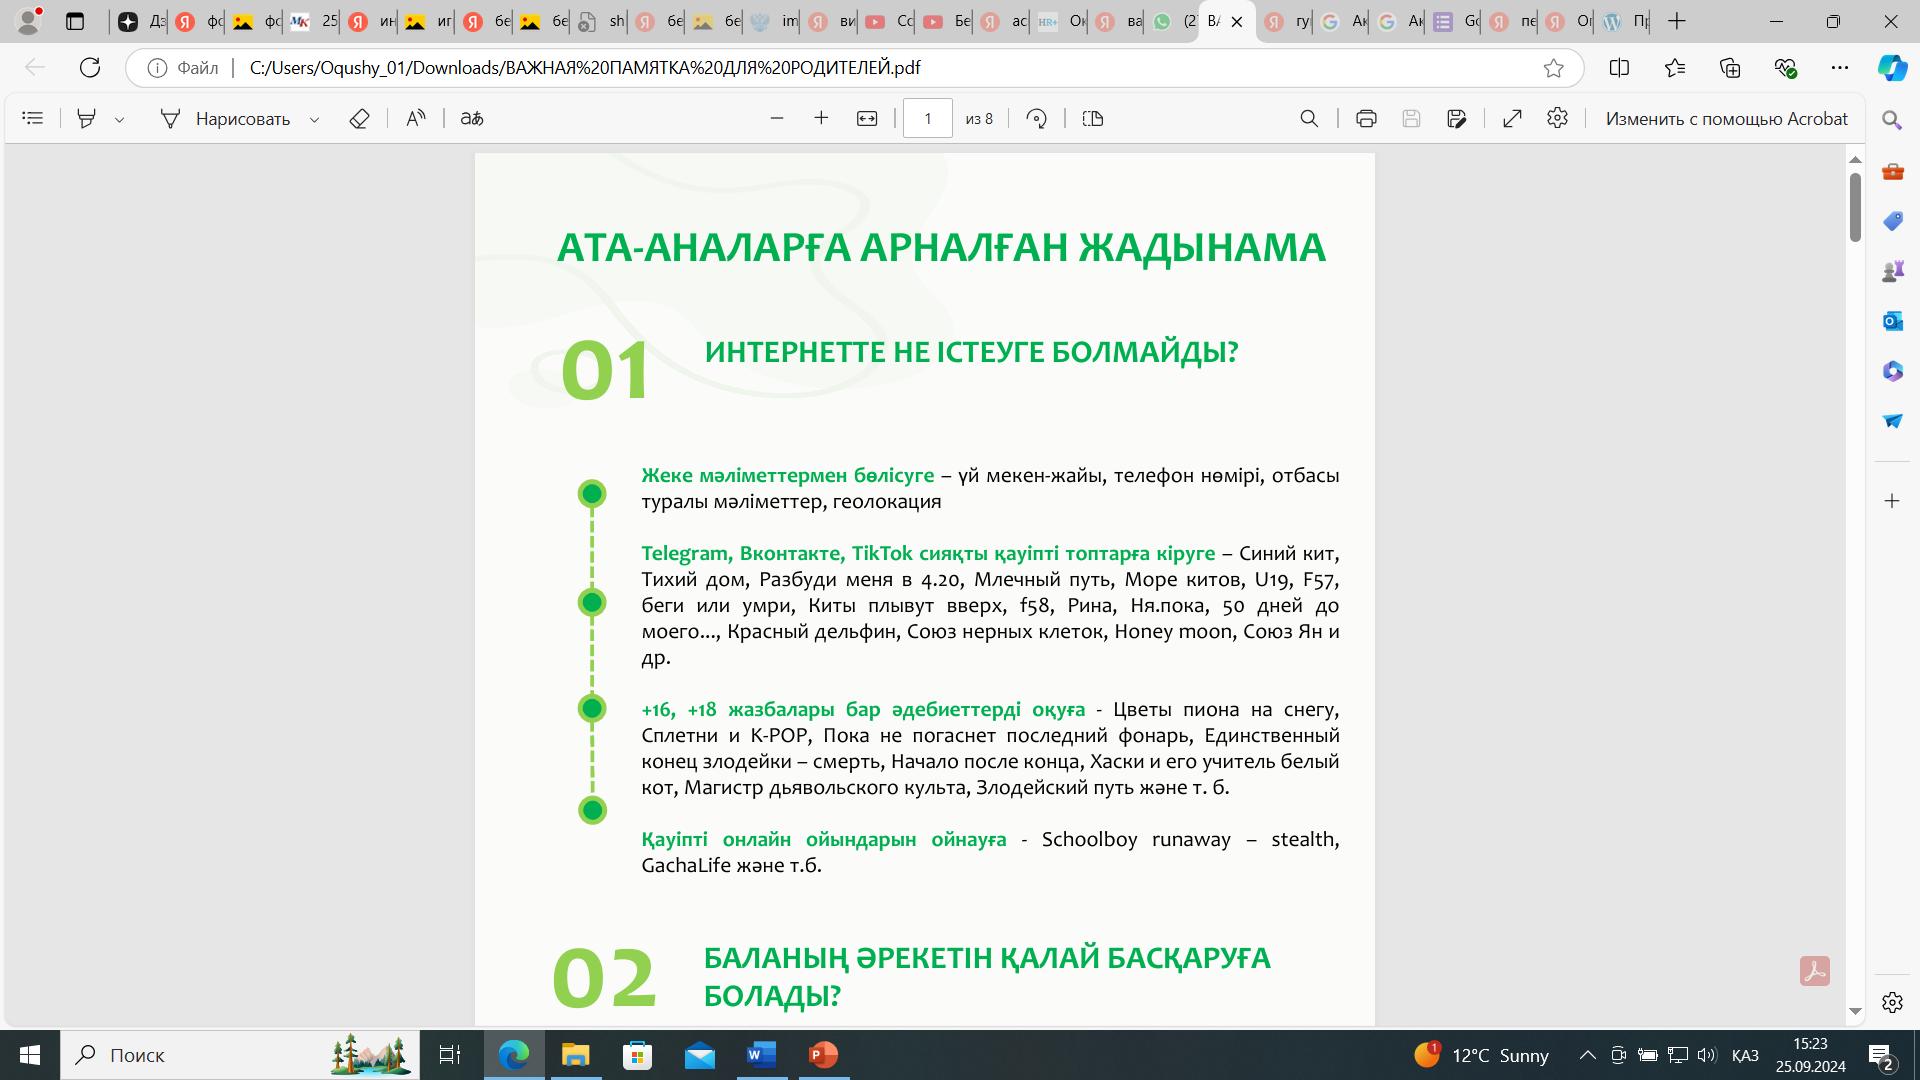 Файл
C:/Users/Oqushy_01/Downloads/ВАЖНАЯ%20ПАМЯТКА%20ДЛЯ%20РОДИТЕЛЕЙ.pdf
Нарисовать
1 из 8
Изменить с помощью Acrobat
АТА-АНАЛАРҒА АРНАЛҒАН ЖАДЫНАМА
01
ИНТЕРНЕТТЕ НЕ ІСТЕУГЕ БОЛМАЙДЫ?
Жеке мәліметтермен бөлісуге – үй мекен-жайы, телефон нөмірі, отбасы
туралы мәліметтер, геолокация
Telegram, Вконтакте, TikTok сияқты қауіпті топтарға кіруге – Синий кит,
Тихий дом, Разбуди меня в 4.20, Млечный путь, Море китов, U19, F57,
беги или умри, Киты плывут вверх, f58, Рина, Ня.пока, 50 дней до
моего..., Красный дельфин, Союз нерных клеток, Honey moon, Союз Ян и
др.
+16, +18 жазбалары бар әдебиеттерді оқуға - Цветы пиона на снегу,
Сплетни и K-POP, Пока не погаснет последний фонарь, Единственный
конец злодейки – смерть, Начало после конца, Хаски и его учитель белый
кот, Магистр дьявольского культа, Злодейский путь және т. б.
Қауіпті онлайн ойындарын ойнауға - Schoolboy runaway – stealth,
GachaLife және т.б.
02
БАЛАНЫҢ ӘРЕКЕТІН ҚАЛАЙ БАСҚАРУҒА
БОЛАДЫ?
Поиск
12°C Sunny
ҚАЗ
15:23
25.09.2024
2